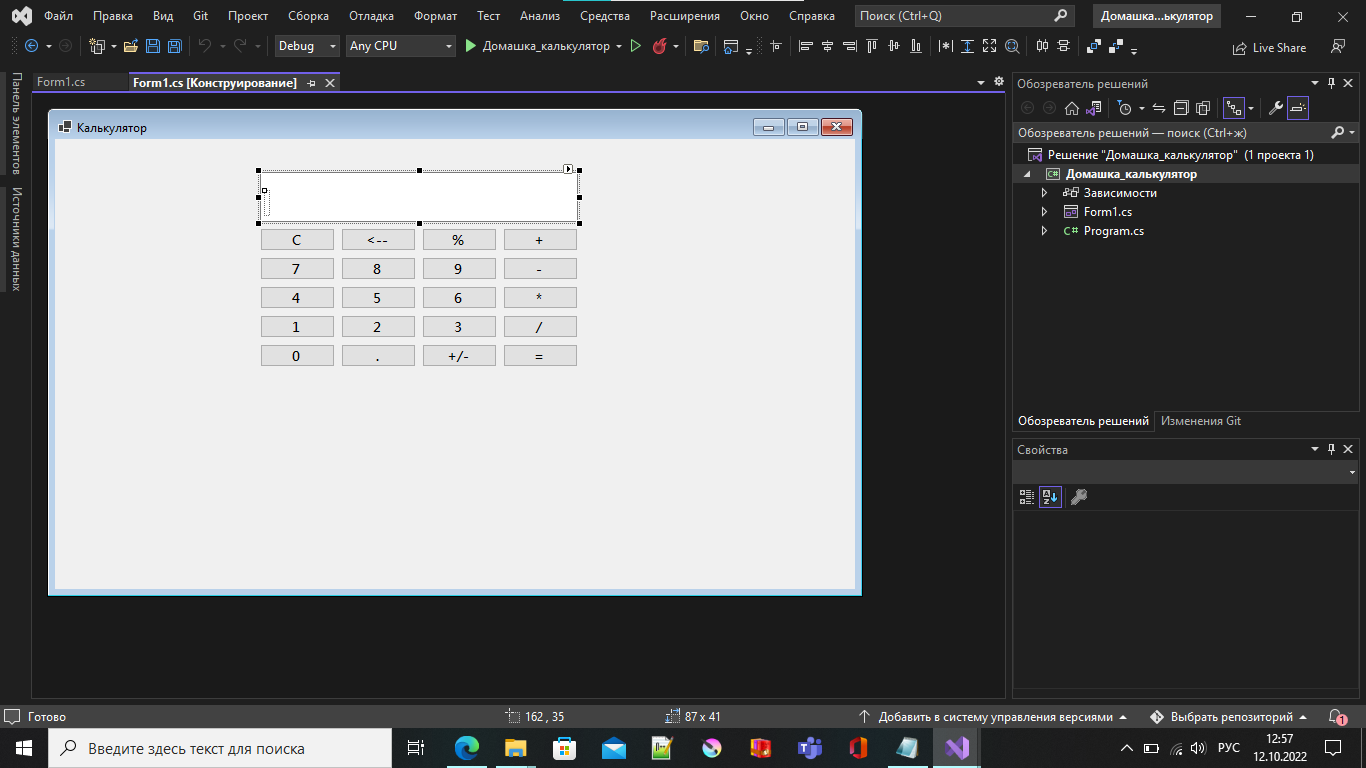 Файл Правка Вид Git Проект Сборка Отладка Формат Тест Анализ Средства Расширения Окно Справка Поиск (Ctrl+Q) Домашка...ькулятор
Debug Any CPU Домашка_калькулятор Live Share
Панель элементов
Источники данных
Form1.cs Form1.cs [Конструирование]
Калькулятор
C <-- % +
7 8 9 -
4 5 6 *
1 2 3 /
0 . +/- =
Обозреватель решений
Обозреватель решений — поиск (Ctrl+ж)
Решение "Домашка_калькулятор" (1 проекта 1)
C# Домашка_калькулятор
Зависимости
Form1.cs
C# Program.cs
Обозреватель решений Изменения Git
Свойства
Готово 162 , 35 87 x 41 Добавить в систему управления версиями Выбрать репозиторий 1
Введите здесь текст для поиска
РУС
12:57
12.10.2022